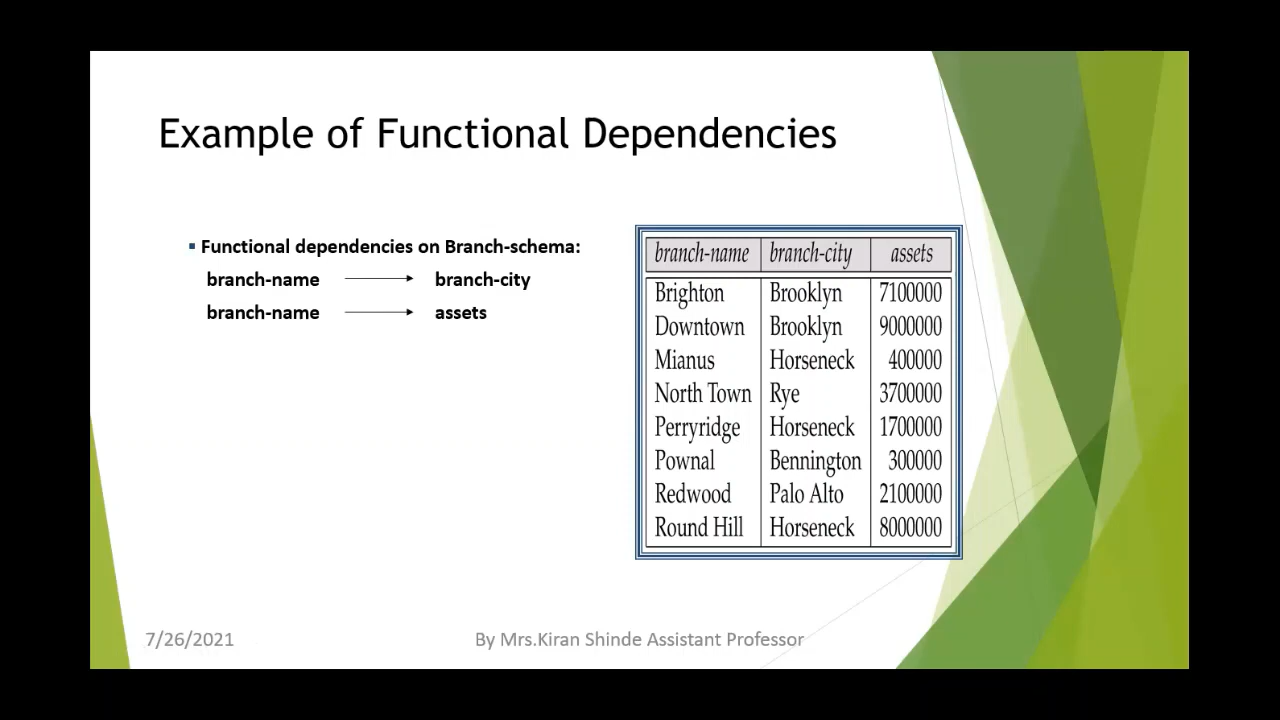 Example of Functional Dependencies
▪ Functional dependencies on Branch-schema:
branch-name → branch-city
branch-name → assets
branch-name branch-city assets
Brighton Brooklyn 7100000
Downtown Brooklyn 9000000
Mianus Horseneck 400000
North Town Rye 3700000
Perryridge Horseneck 1700000
Pownal Bennington 300000
Redwood Palo Alto 2100000
Round Hill Horseneck 8000000
7/26/2021 By Mrs.Kiran Shinde Assistant Professor